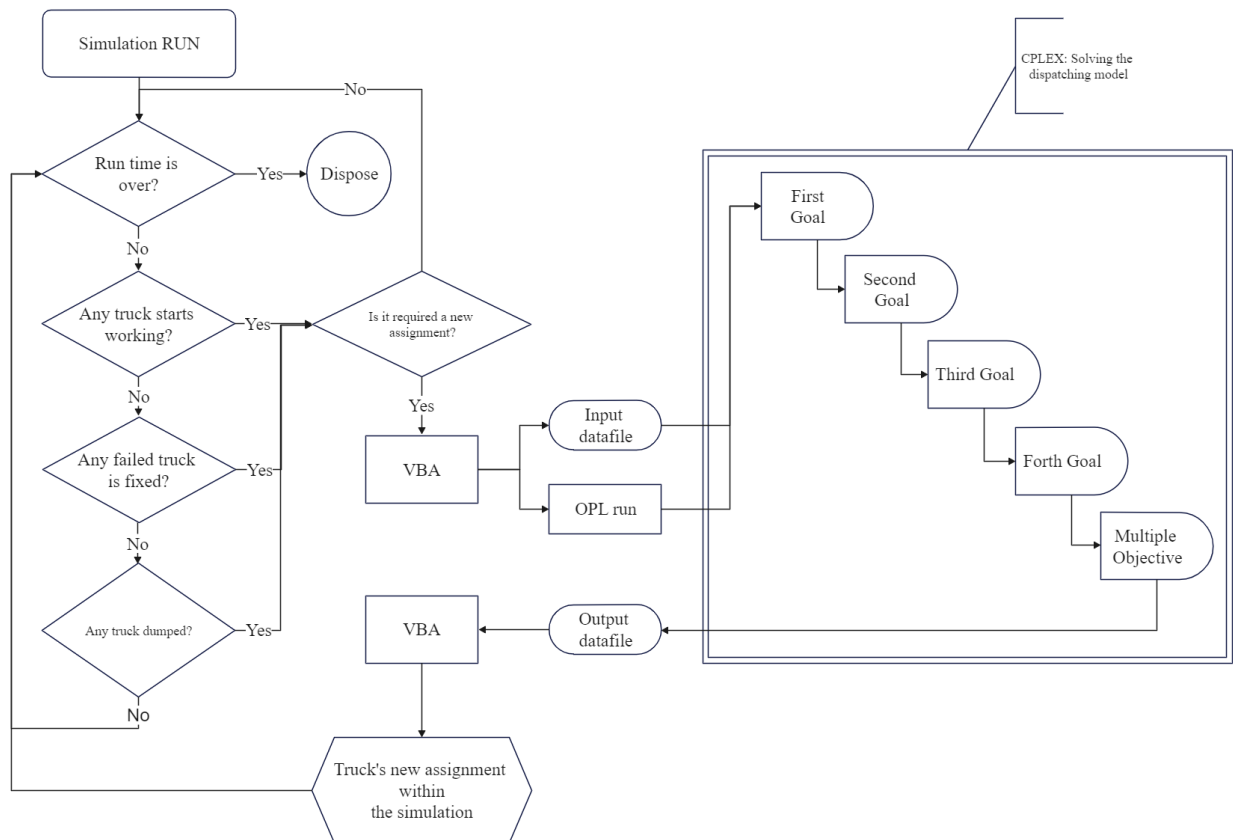 Simulation RUN
No
CPLEX: Solving the
dispatching model
Run time is
over?
Yes
Dispose
No
First
Goal
Any truck starts
working?
Yes
Is it required a new
assignment?
Second
Goal
No
Yes
Third Goal
Any failed truck
is fixed?
Yes
VBA
Input
datafile
OPL run
Forth Goal
No
Multiple
Objective
Any truck dumped?
Yes
VBA
Output
datafile
No
Truck's new assignment
within
the simulation